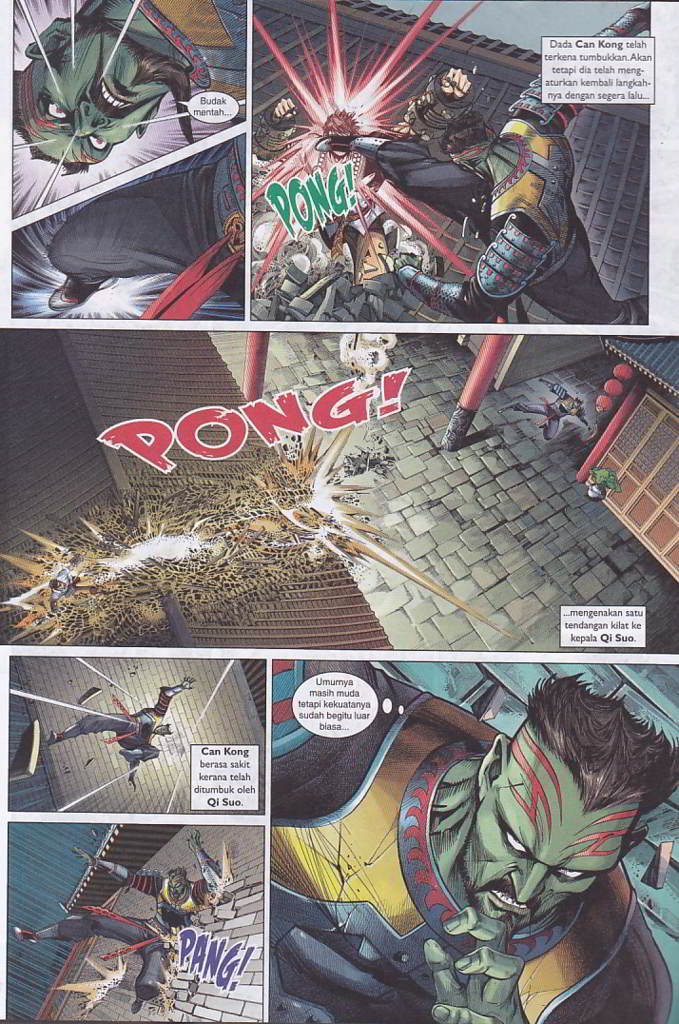 Budak
mentah...
Dada Can Kong telah
terkena tumbukkan.Akan
tetapi dia telah meng-
aturkan kembali langkah-
nya dengan segera lalu...
PONG!
PONG!
...mengenakan satu
tendangan kilat ke
kepala Qi Suo.
Can Kong
berasa sakit
kerana telah
ditumbuk oleh
Qi Suo.
Umurnya
masih muda
tetapi kekuatanya
sudah begitu luar
biasa...
PANG!